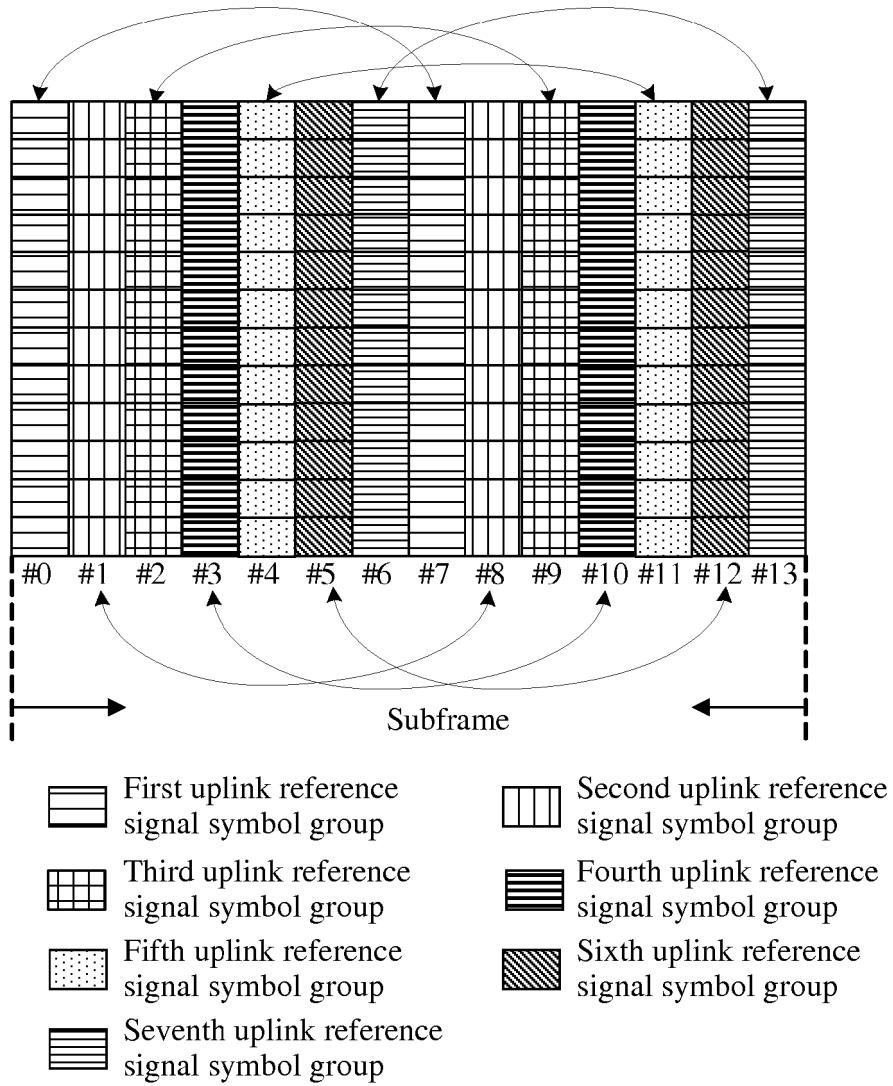 #0 #1 #2 #3 #4 #5 #6 #7 #8 #9 #10 #11 #12 #13
Subframe
First uplink reference
signal symbol group
Second uplink reference
signal symbol group
Third uplink reference
signal symbol group
Fourth uplink reference
signal symbol group
Fifth uplink reference
signal symbol group
Sixth uplink reference
signal symbol group
Seventh uplink reference
signal symbol group